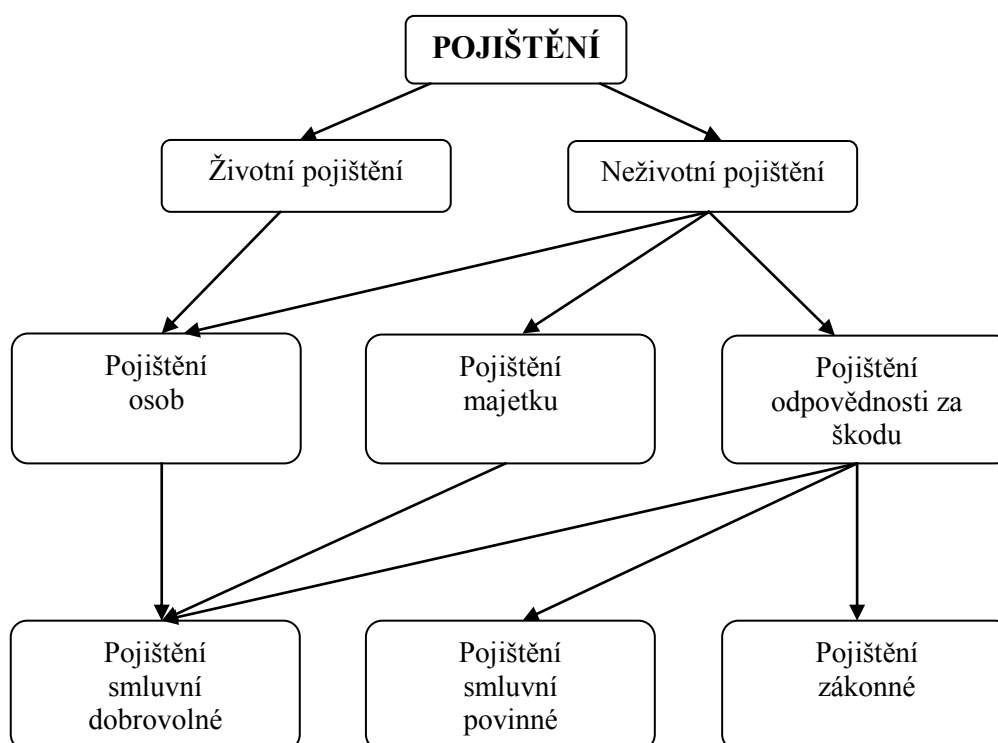 POJIŠTĚNÍ
Životní pojištění
Neživotní pojištění
Pojištění
osob
Pojištění
majetku
Pojištění
odpovědnosti za
škodu
Pojištění
smluvní
dobrovolné
Pojištění
smluvní
povinné
Pojištění
zákonné